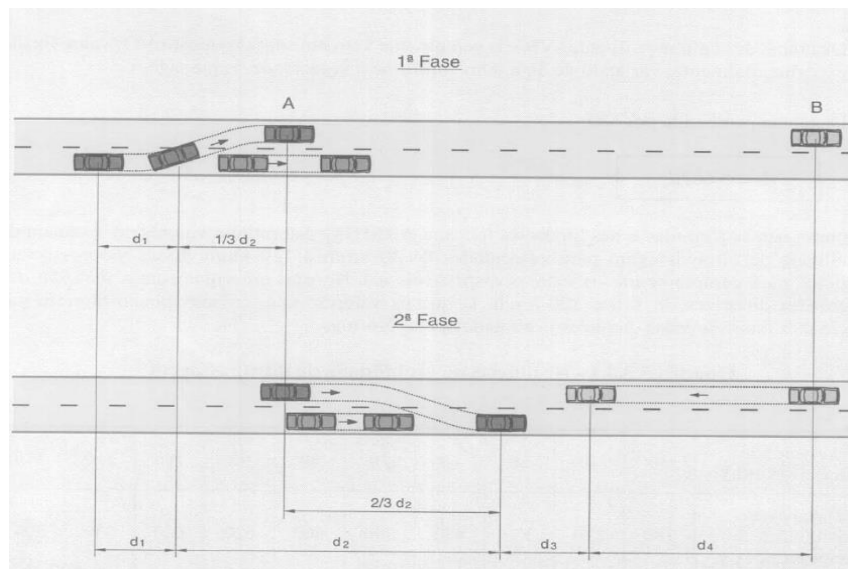 1ª Fase
A
B
d₁
1/3 d₂
2ª Fase
2/3 d₂
d₁
d₂
d₃
d₄